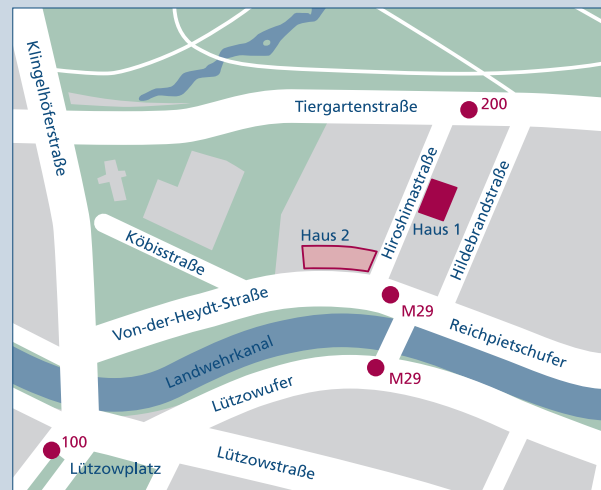 Klingelhöferstraße
Tiergartenstraße
200
Hiroshimastraße
Haus 1
Hildebrandstraße
Köbisstraße
Haus 2
Von-der-Heydt-Straße
M29
Reichpietschufer
Landwehrkanal
M29
Lützowufer
100
Lützowplatz
Lützowstraße